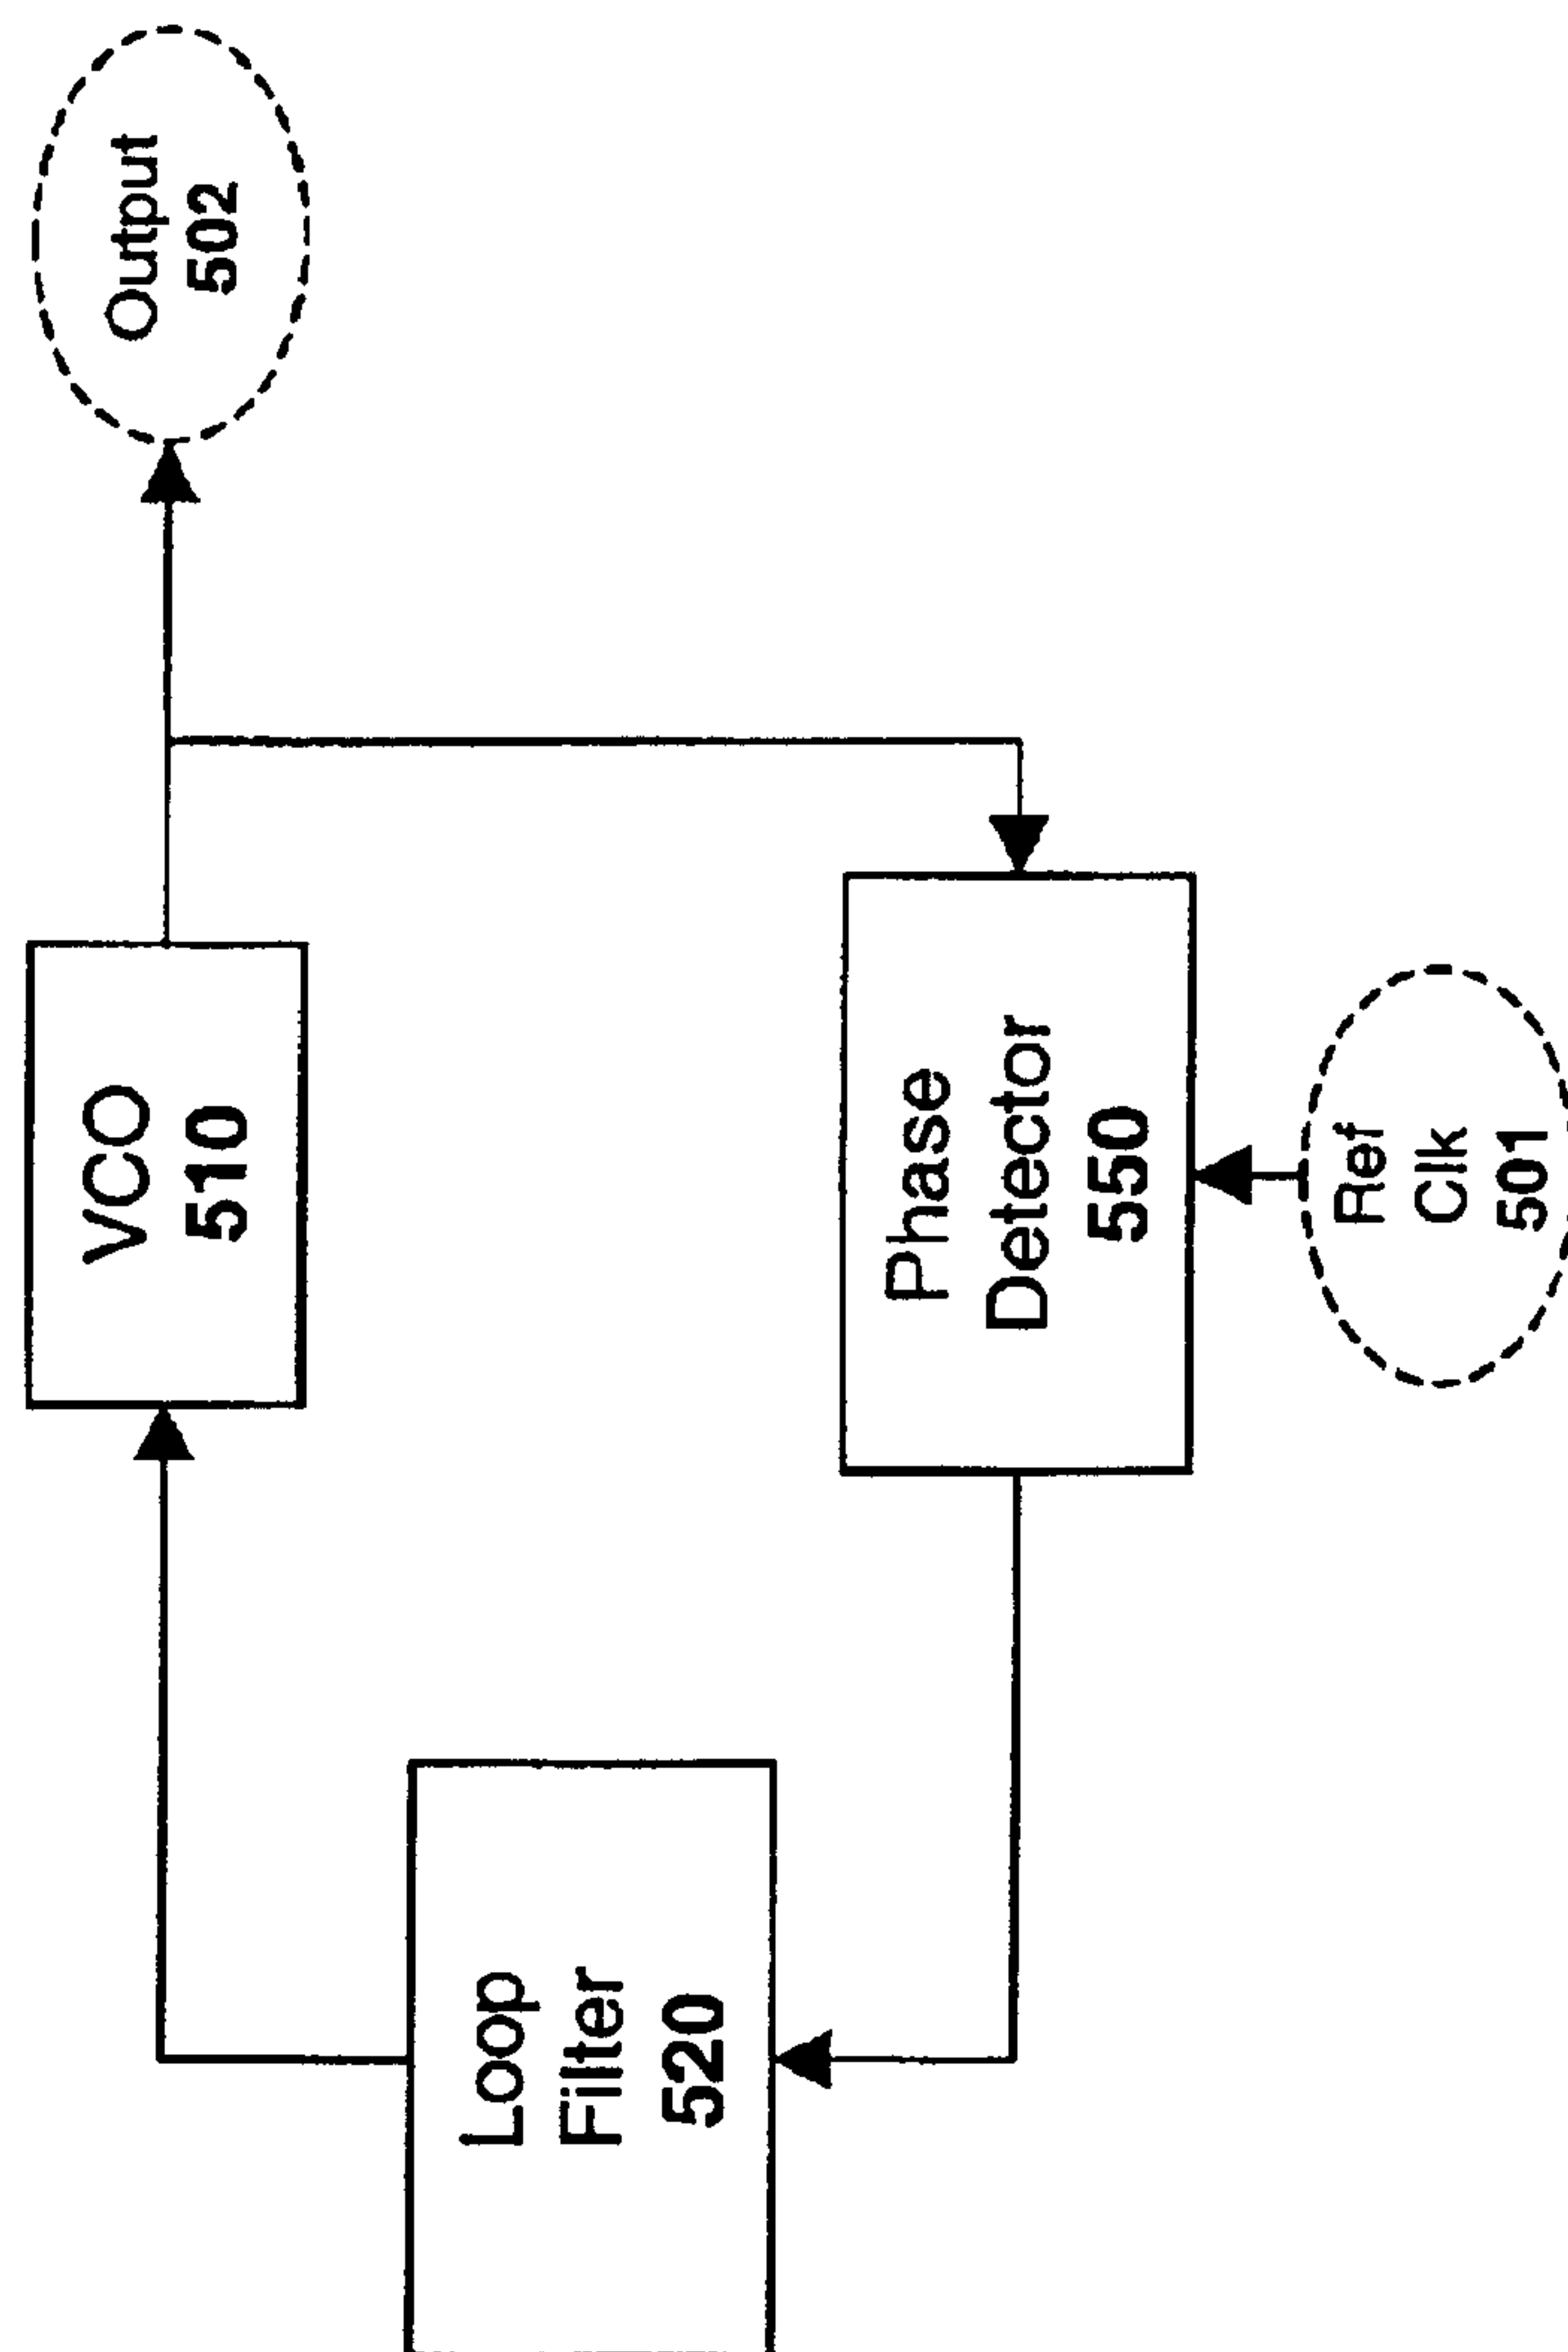 VCO
510
Output
502
Loop
Filter
520
Phase
Detector
550
Ref
Clk
501